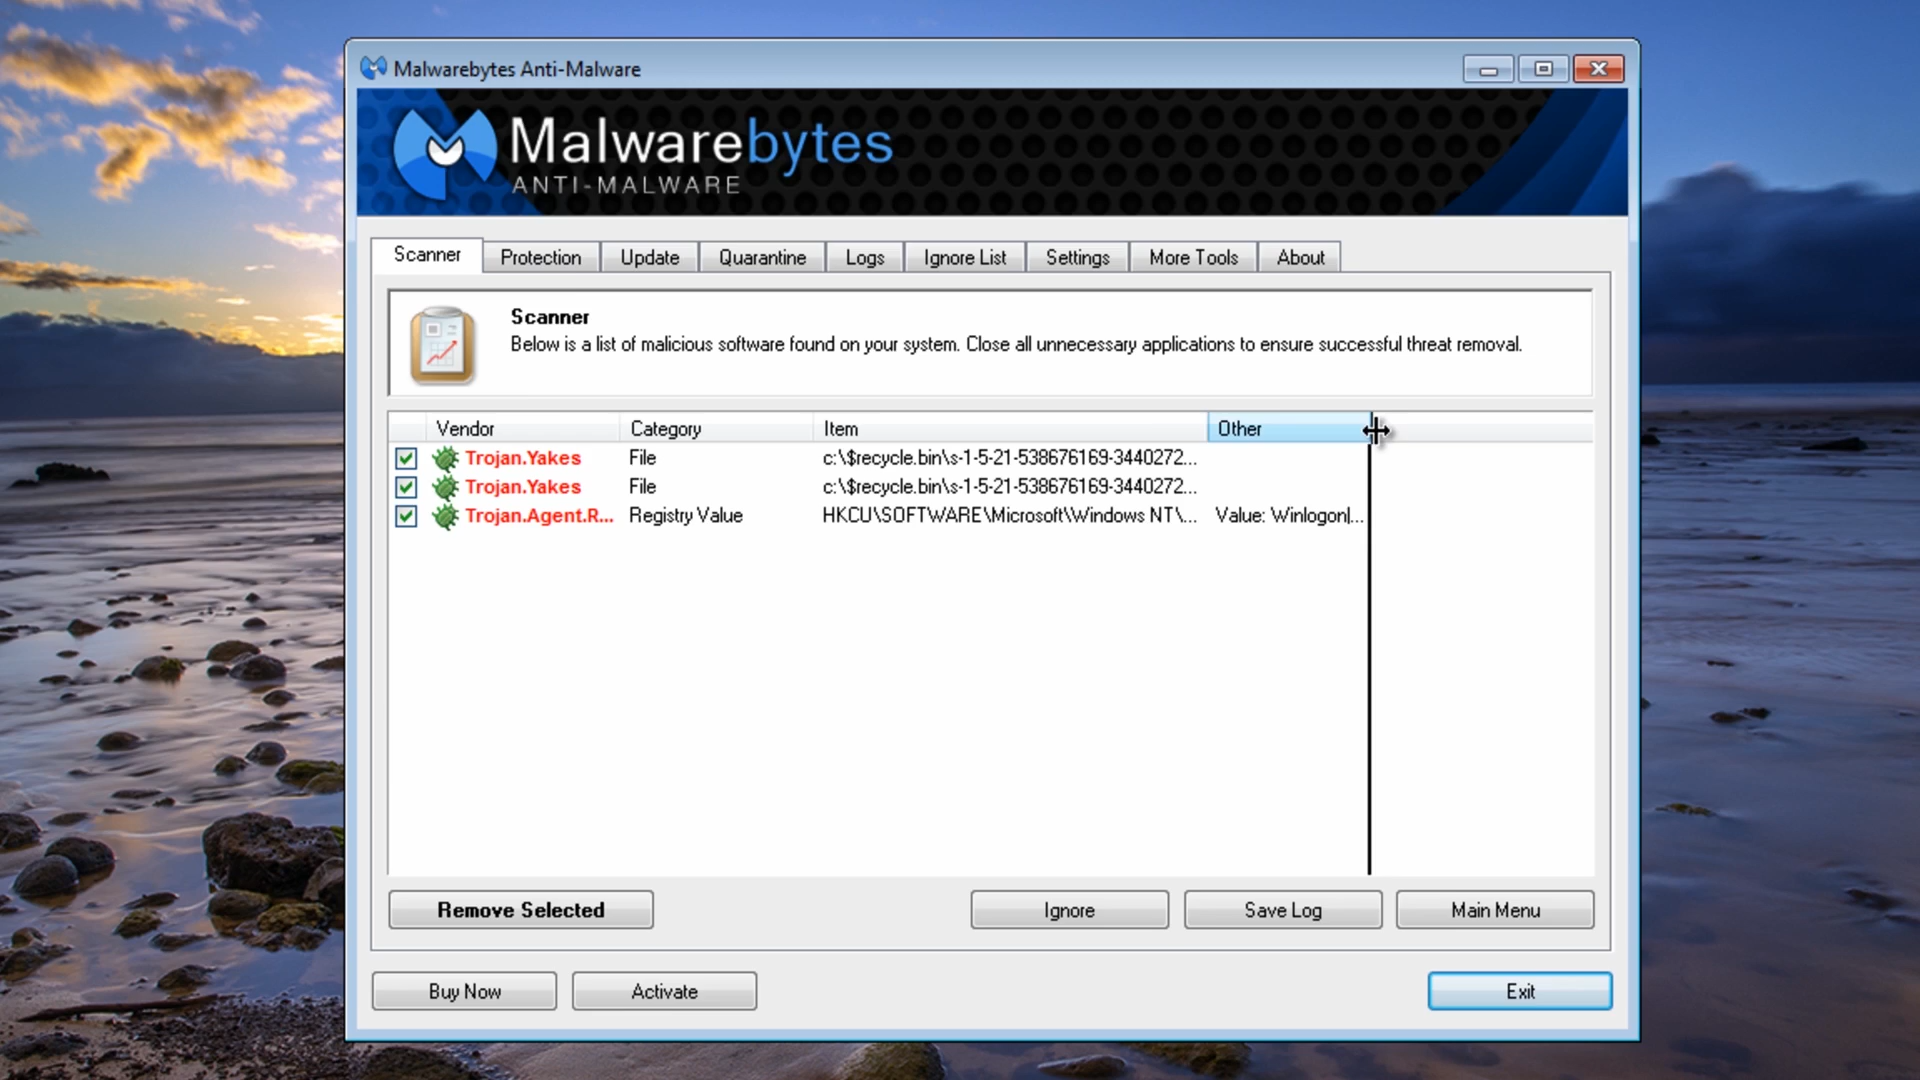 Malwarebytes Anti-Malware
Malwarebytes
ANTI-MALWARE
Scanner Protection Update Quarantine Logs Ignore List Settings More Tools About
Scanner
Below is a list of malicious software found on your system. Close all unnecessary applications to ensure successful threat removal.
Vendor Category Item Other
Trojan.Yakes File c:\$recycle.bin\s-1-5-21-538676169-3440272...
Trojan.Yakes File c:\$recycle.bin\s-1-5-21-538676169-3440272...
Trojan.Agent.R... Registry Value HKCU\SOFTWARE\Microsoft\Windows NT\... Value: Winlogon|...
Remove Selected Ignore Save Log Main Menu
Buy Now Activate Exit